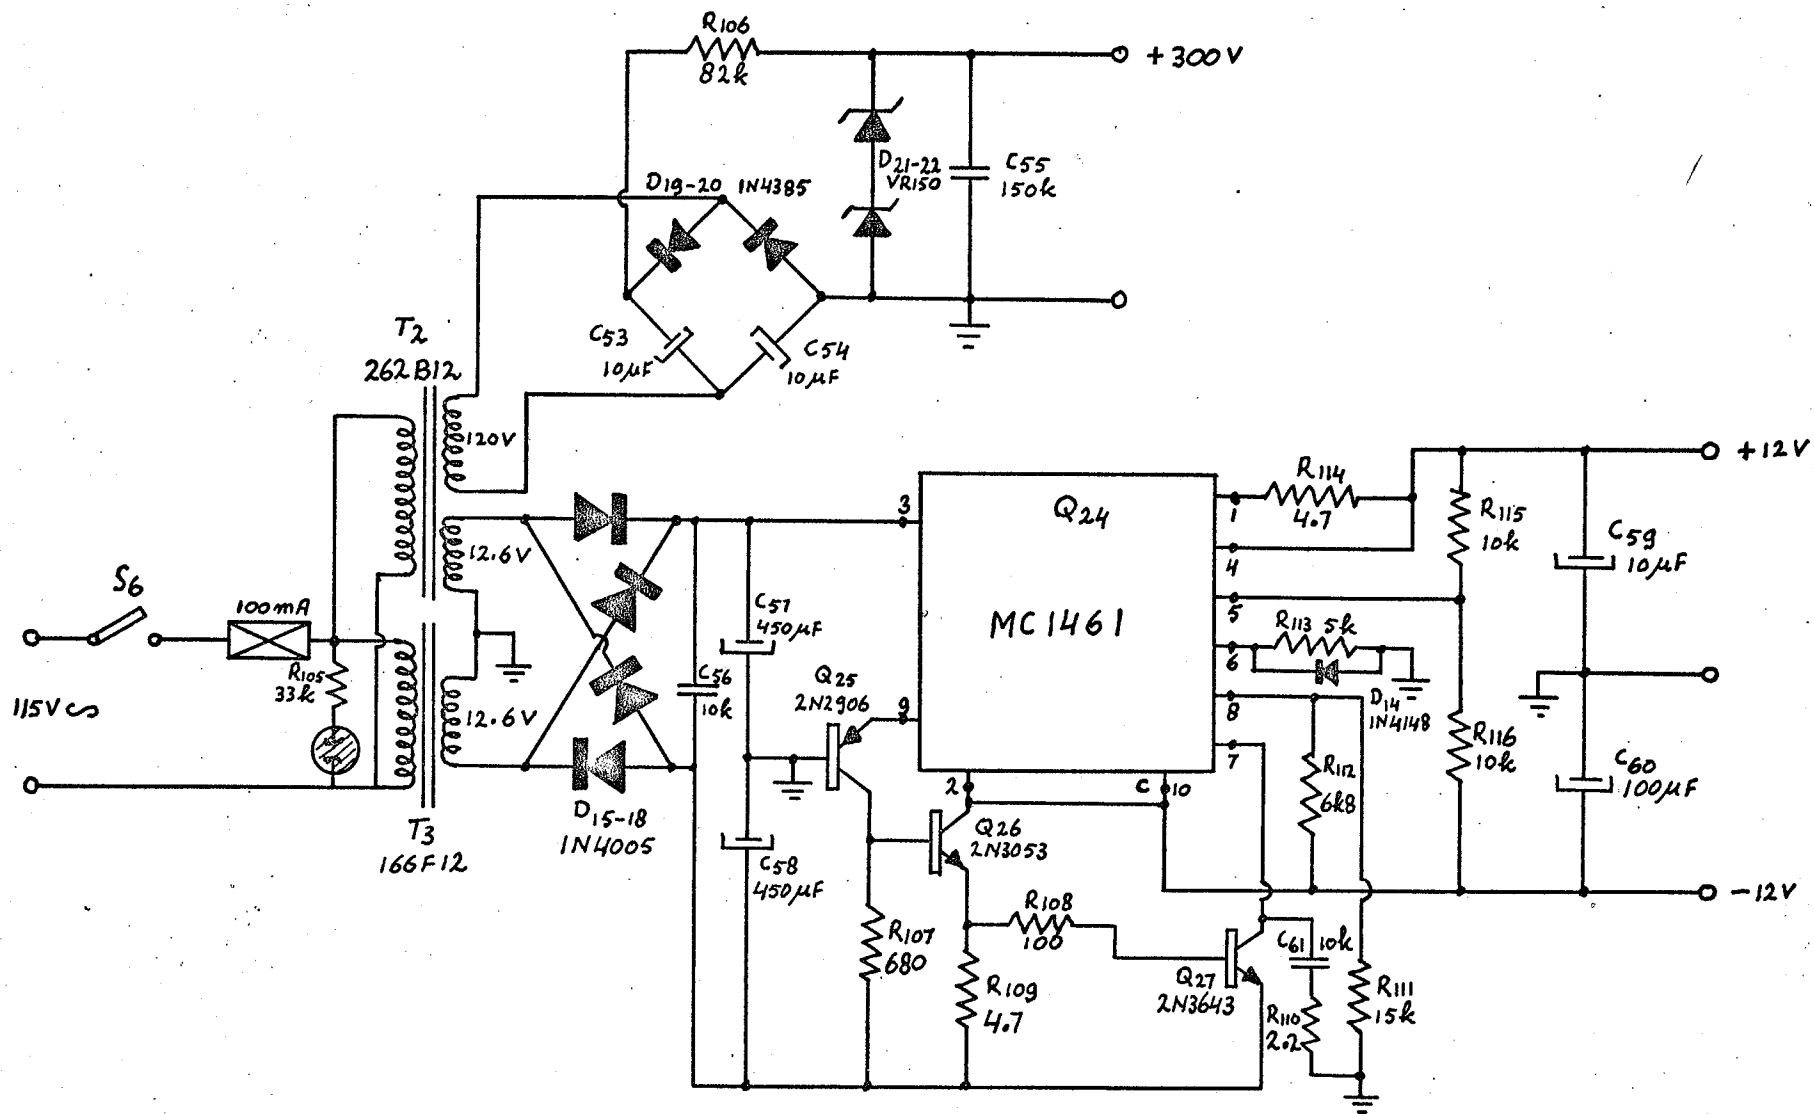 R106
82k
+300V
D19-20 1N4385
D21-22
VR150
C55
150k
C53
10µF
C54
10µF
T2
262B12
120V
12.6V
12.6V
S6
100mA
R105
33k
115V
T3
166F12
D15-18
1N4005
C56
10k
C57
450µF
C58
450µF
Q25
2N2906
3
9
Q24
MC1461
2
C 10
1
4
5
6
8
7
R114
4.7
R113 5k
D14
1N4148
R115
10k
C59
10µF
+12V
R112
6k8
R116
10k
C60
100µF
-12V
Q26
2N3053
R107
680
R108
100
R109
4.7
Q27
2N3643
C61 10k
R110
2.2
R111
15k